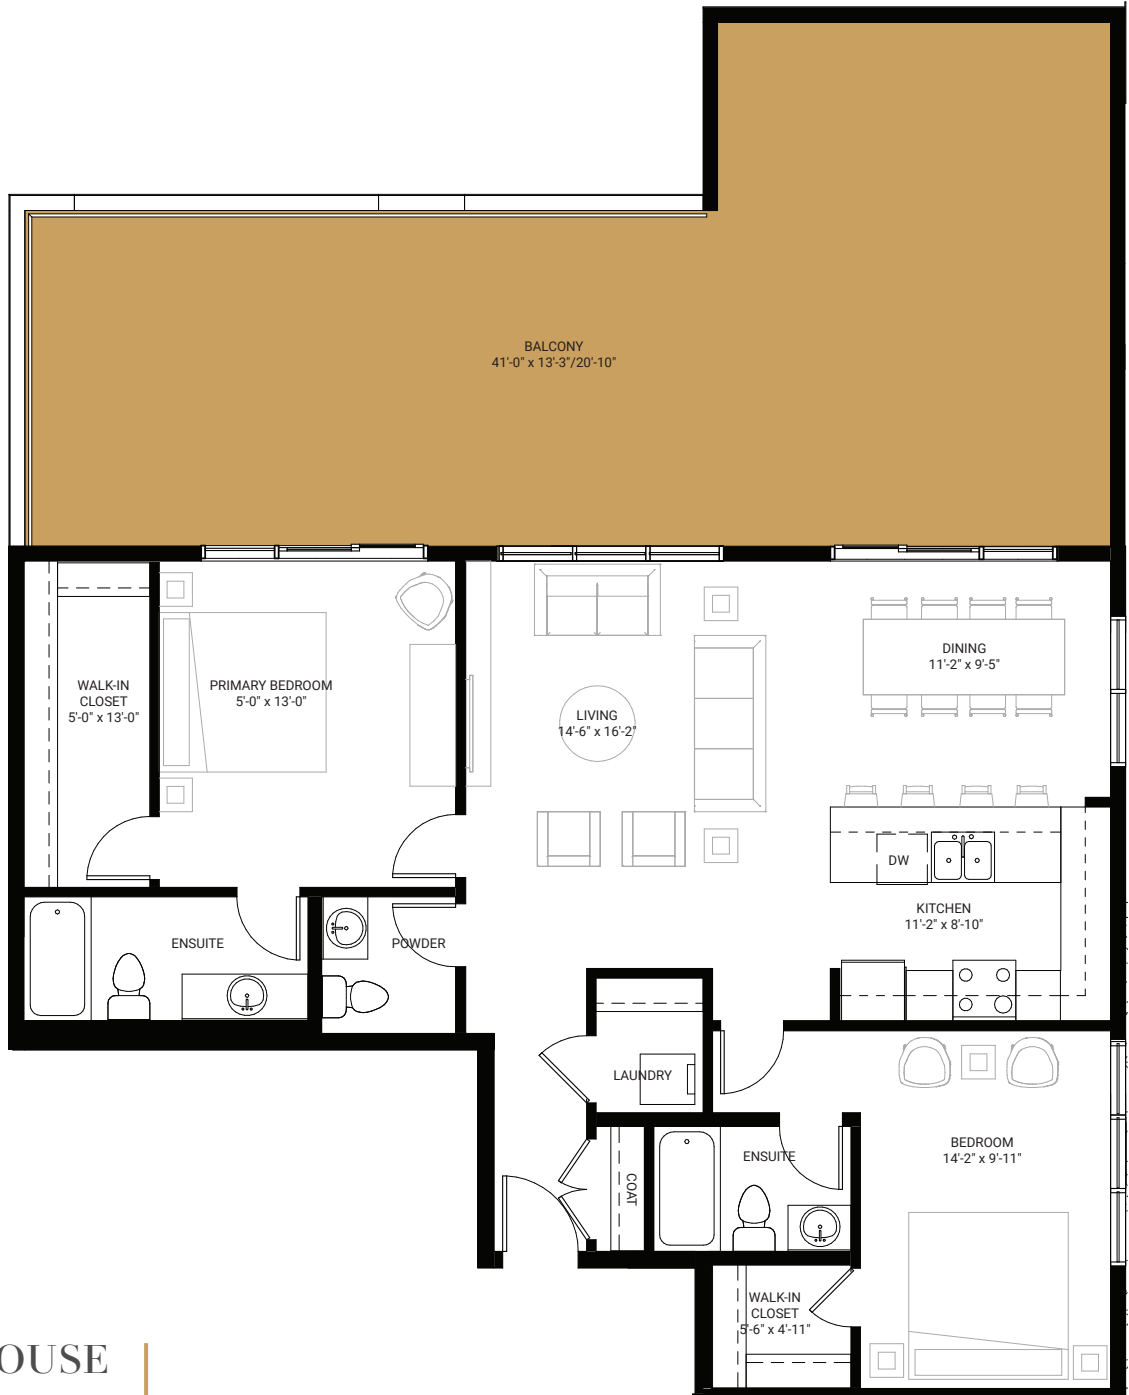 BALCONY
41'-0" x 13'-3"/20'-10"
WALK-IN
CLOSET
5'-0" x 13'-0"
PRIMARY BEDROOM
5'-0" x 13'-0"
LIVING
14'-6" x 16'-2"
DINING
11'-2" x 9'-5"
DW
KITCHEN
11'-2" x 8'-10"
ENSUITE
POWDER
LAUNDRY
COAT
ENSUITE
BEDROOM
14'-2" x 9'-11"
WALK-IN
CLOSET
5'-6" x 4'-11"
OUSE